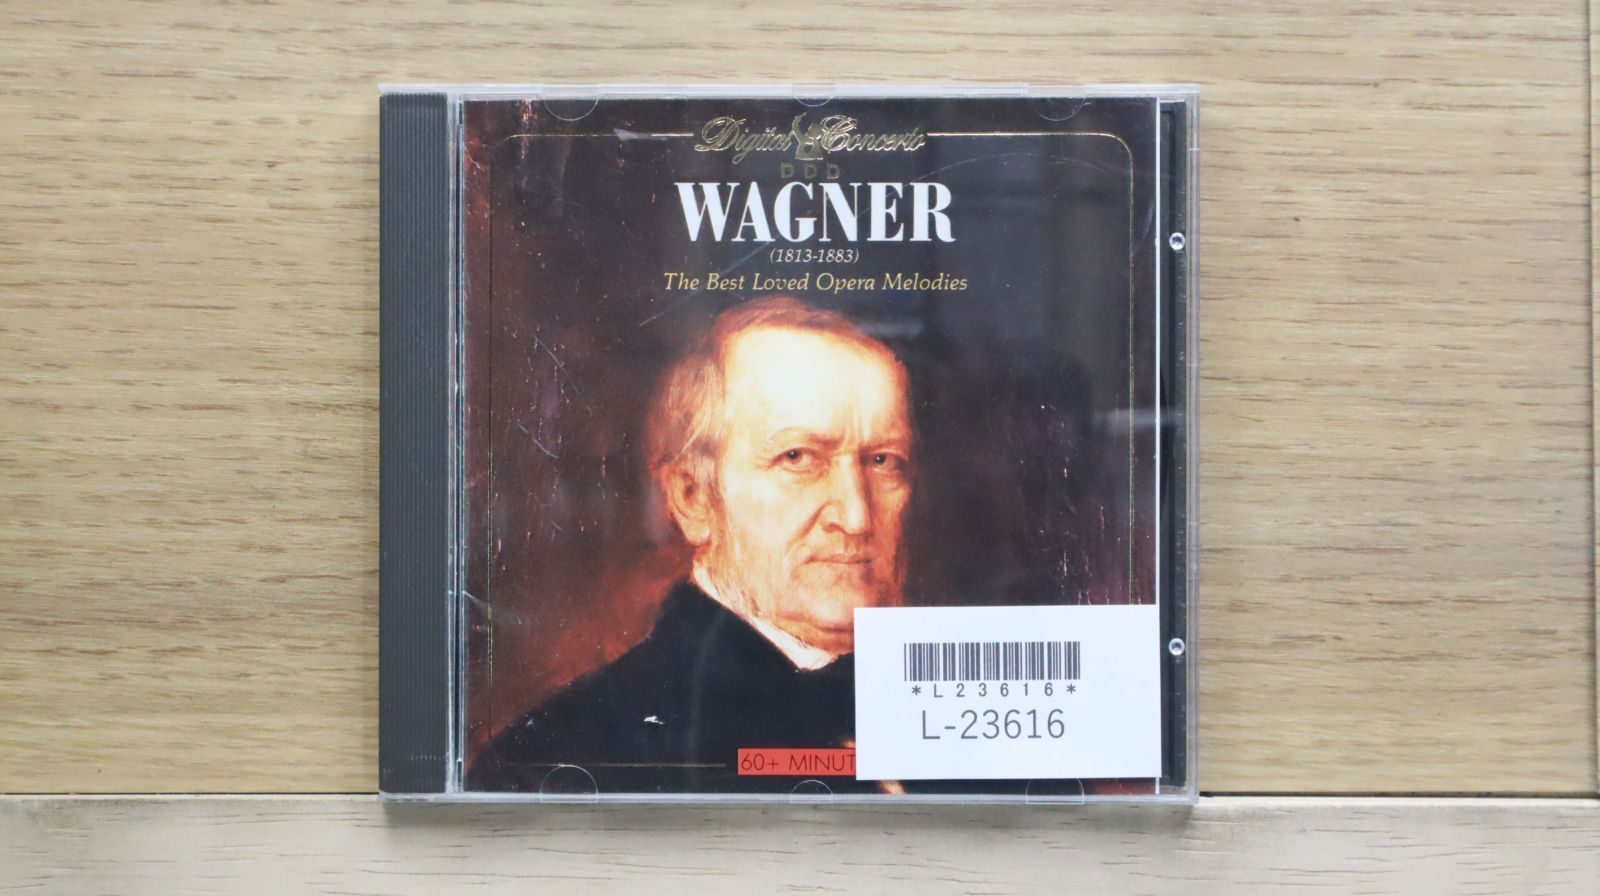 Digital Concerto
DDD
WAGNER
(1813-1883)
The Best Loved Opera Melodies
60+ MINUT
*L23616*
L-23616